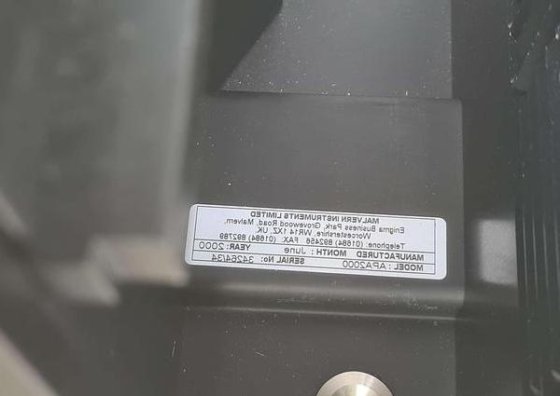 MALVERN INSTRUMENTS LIMITED
Enigma Business Park, Grovewood Road, Malvern,
Worcestershire, WR14 1XZ, UK.
Telephone: (01684) 892456 FAX: (01684) 892789
MANUFACTURED MONTH: June YEAR: 2000
MODEL: APA2000 SERIAL No: 34264/34